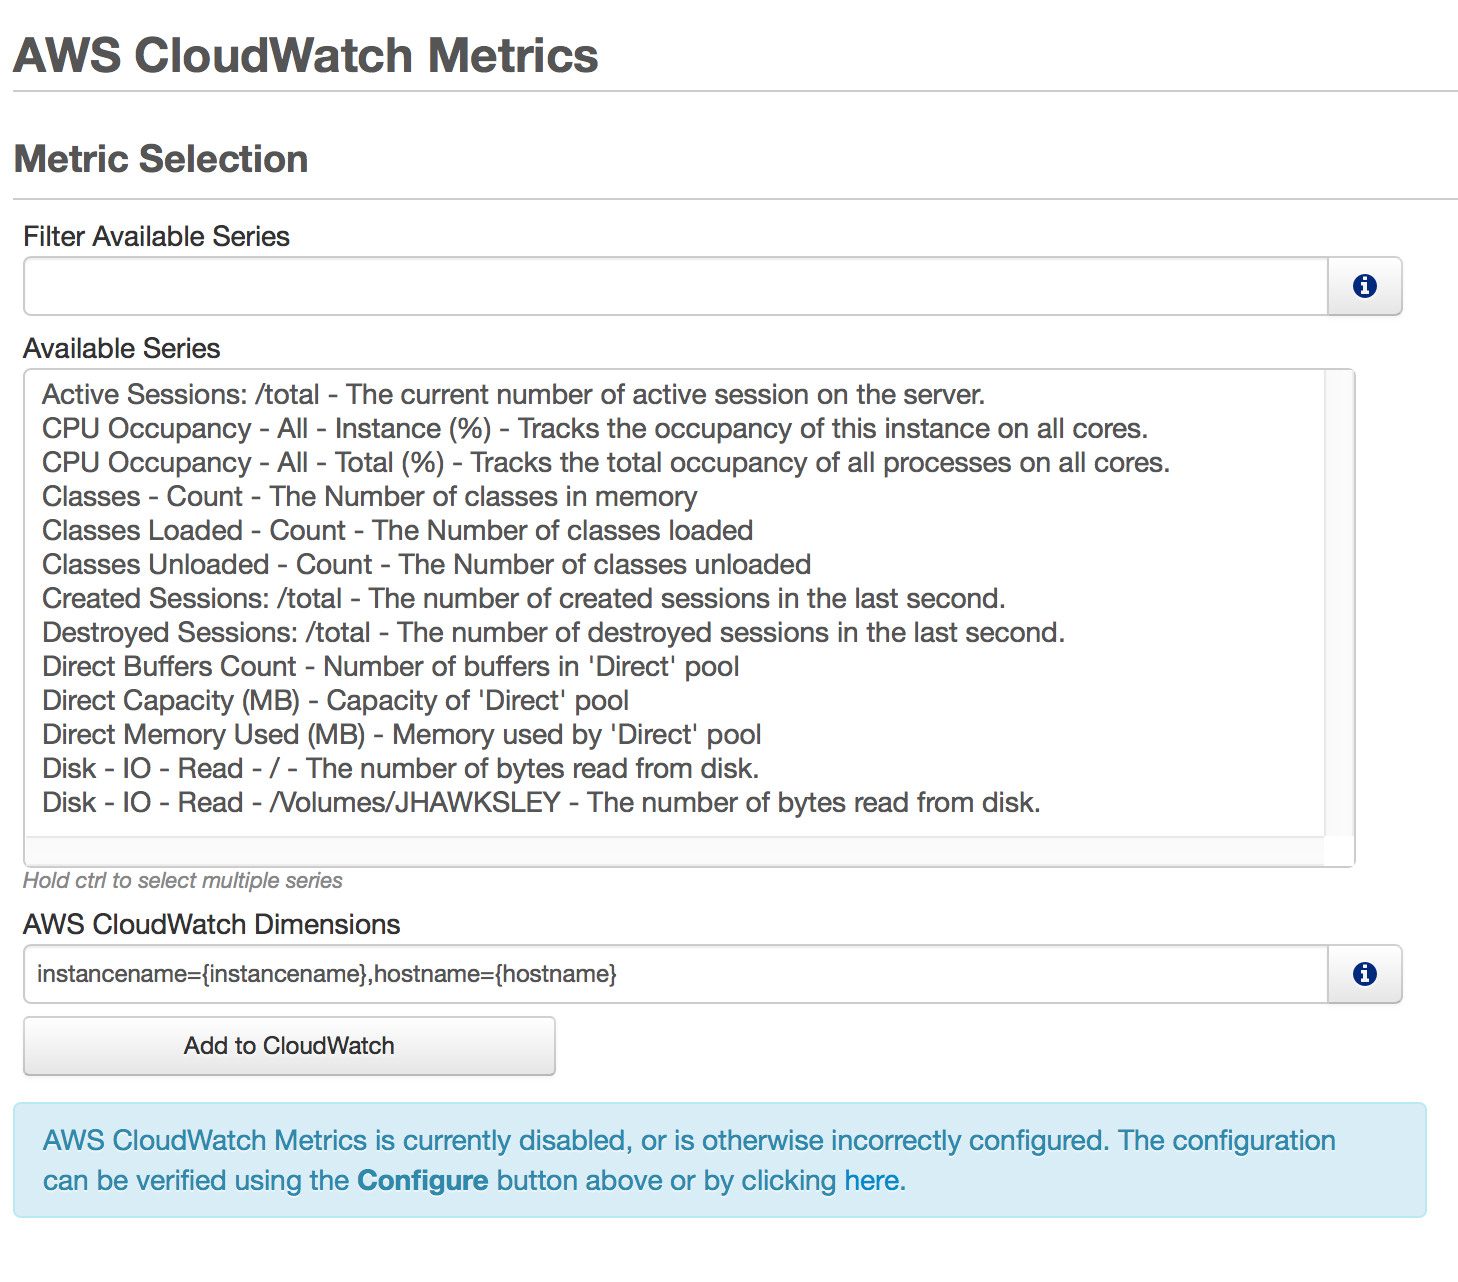 AWS CloudWatch Metrics
Metric Selection
Filter Available Series
Available Series
Active Sessions: /total - The current number of active session on the server.
CPU Occupancy - All - Instance (%) - Tracks the occupancy of this instance on all cores.
CPU Occupancy - All - Total (%) - Tracks the total occupancy of all processes on all cores.
Classes - Count - The Number of classes in memory
Classes Loaded - Count - The Number of classes loaded
Classes Unloaded - Count - The Number of classes unloaded
Created Sessions: /total - The number of created sessions in the last second.
Destroyed Sessions: /total - The number of destroyed sessions in the last second.
Direct Buffers Count - Number of buffers in 'Direct' pool
Direct Capacity (MB) - Capacity of 'Direct' pool
Direct Memory Used (MB) - Memory used by 'Direct' pool
Disk - IO - Read - / - The number of bytes read from disk.
Disk - IO - Read - /Volumes/JHAWKSLEY - The number of bytes read from disk.
Hold ctrl to select multiple series
AWS CloudWatch Dimensions
instancename={instancename},hostname={hostname}
Add to CloudWatch
AWS CloudWatch Metrics is currently disabled, or is otherwise incorrectly configured. The configuration
can be verified using the Configure button above or by clicking here.